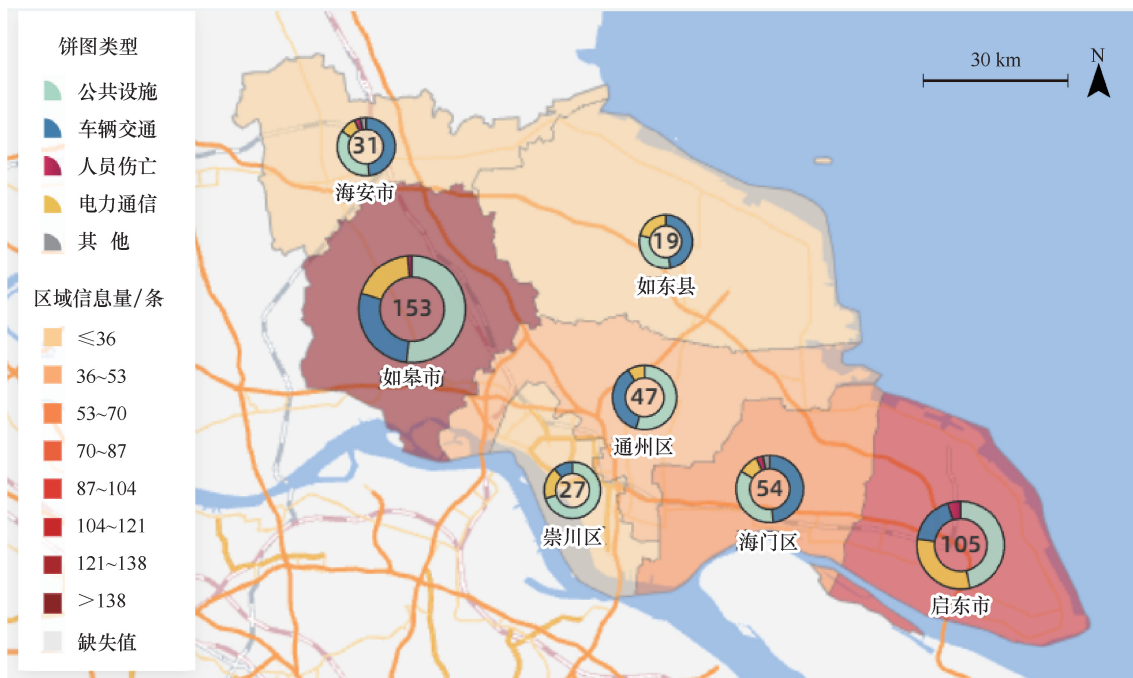 饼图类型
公共设施
车辆交通
人员伤亡
电力通信
其 他
区域信息量/条
≤36
36~53
53~70
70~87
87~104
104~121
121~138
＞138
缺失值
30 km
N
31
海安市
19
如东县
153
如皋市
47
通州区
27
崇川区
54
海门区
105
启东市